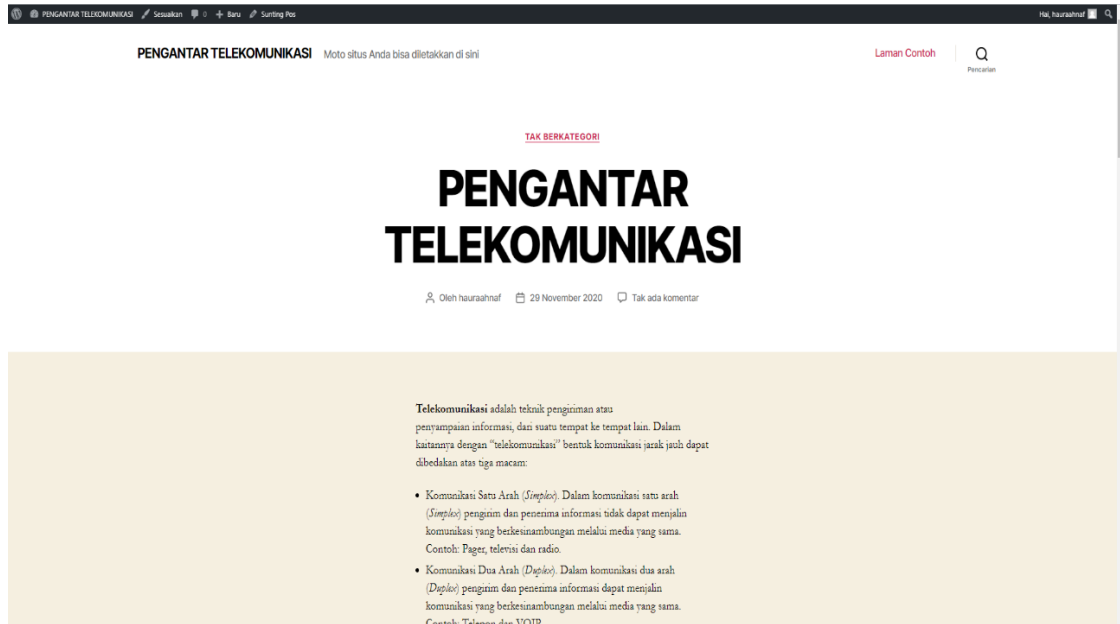 PENGANTAR TELEKOMUNIKASI Sesuaikan 0 + Baru Sunting Pos Hai, hauraahnaf
PENGANTAR TELEKOMUNIKASI Moto situs Anda bisa diletakkan di sini Laman Contoh
Pencarian
TAK BERKATEGORI
PENGANTAR
TELEKOMUNIKASI
Oleh hauraahnaf 29 November 2020 Tak ada komentar
Telekomunikasi adalah teknik pengiriman atau
penyampaian informasi, dari suatu tempat ke tempat lain. Dalam
kaitannya dengan "telekomunikasi" bentuk komunikasi jarak jauh dapat
dibedakan atas tiga macam:
• Komunikasi Satu Arah (Simplex). Dalam komunikasi satu arah
(Simplex) pengirim dan penerima informasi tidak dapat menjalin
komunikasi yang berkesinambungan melalui media yang sama.
Contoh: Pager, televisi dan radio.
• Komunikasi Dua Arah (Duplex). Dalam komunikasi dua arah
(Duplex) pengirim dan penerima informasi dapat menjalin
komunikasi yang berkesinambungan melalui media yang sama.
Contoh: Telepon dan VOIP.